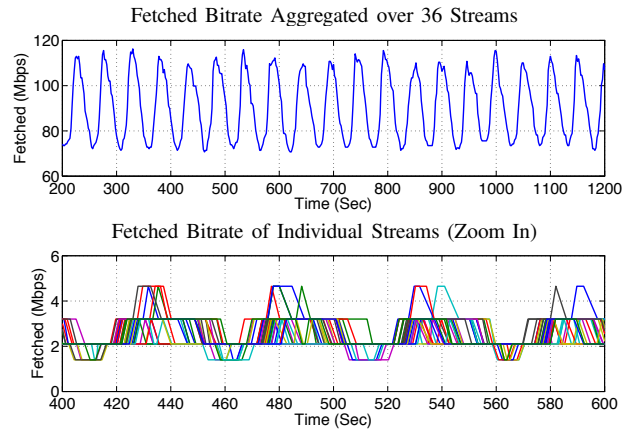 Fetched Bitrate Aggregated over 36 Streams
120
100
80
60
Fetched (Mbps)
200 300 400 500 600 700 800 900 1000 1100 1200
Time (Sec)
Fetched Bitrate of Individual Streams (Zoom In)
6
4
2
0
Fetched (Mbps)
400 420 440 460 480 500 520 540 560 580 600
Time (Sec)